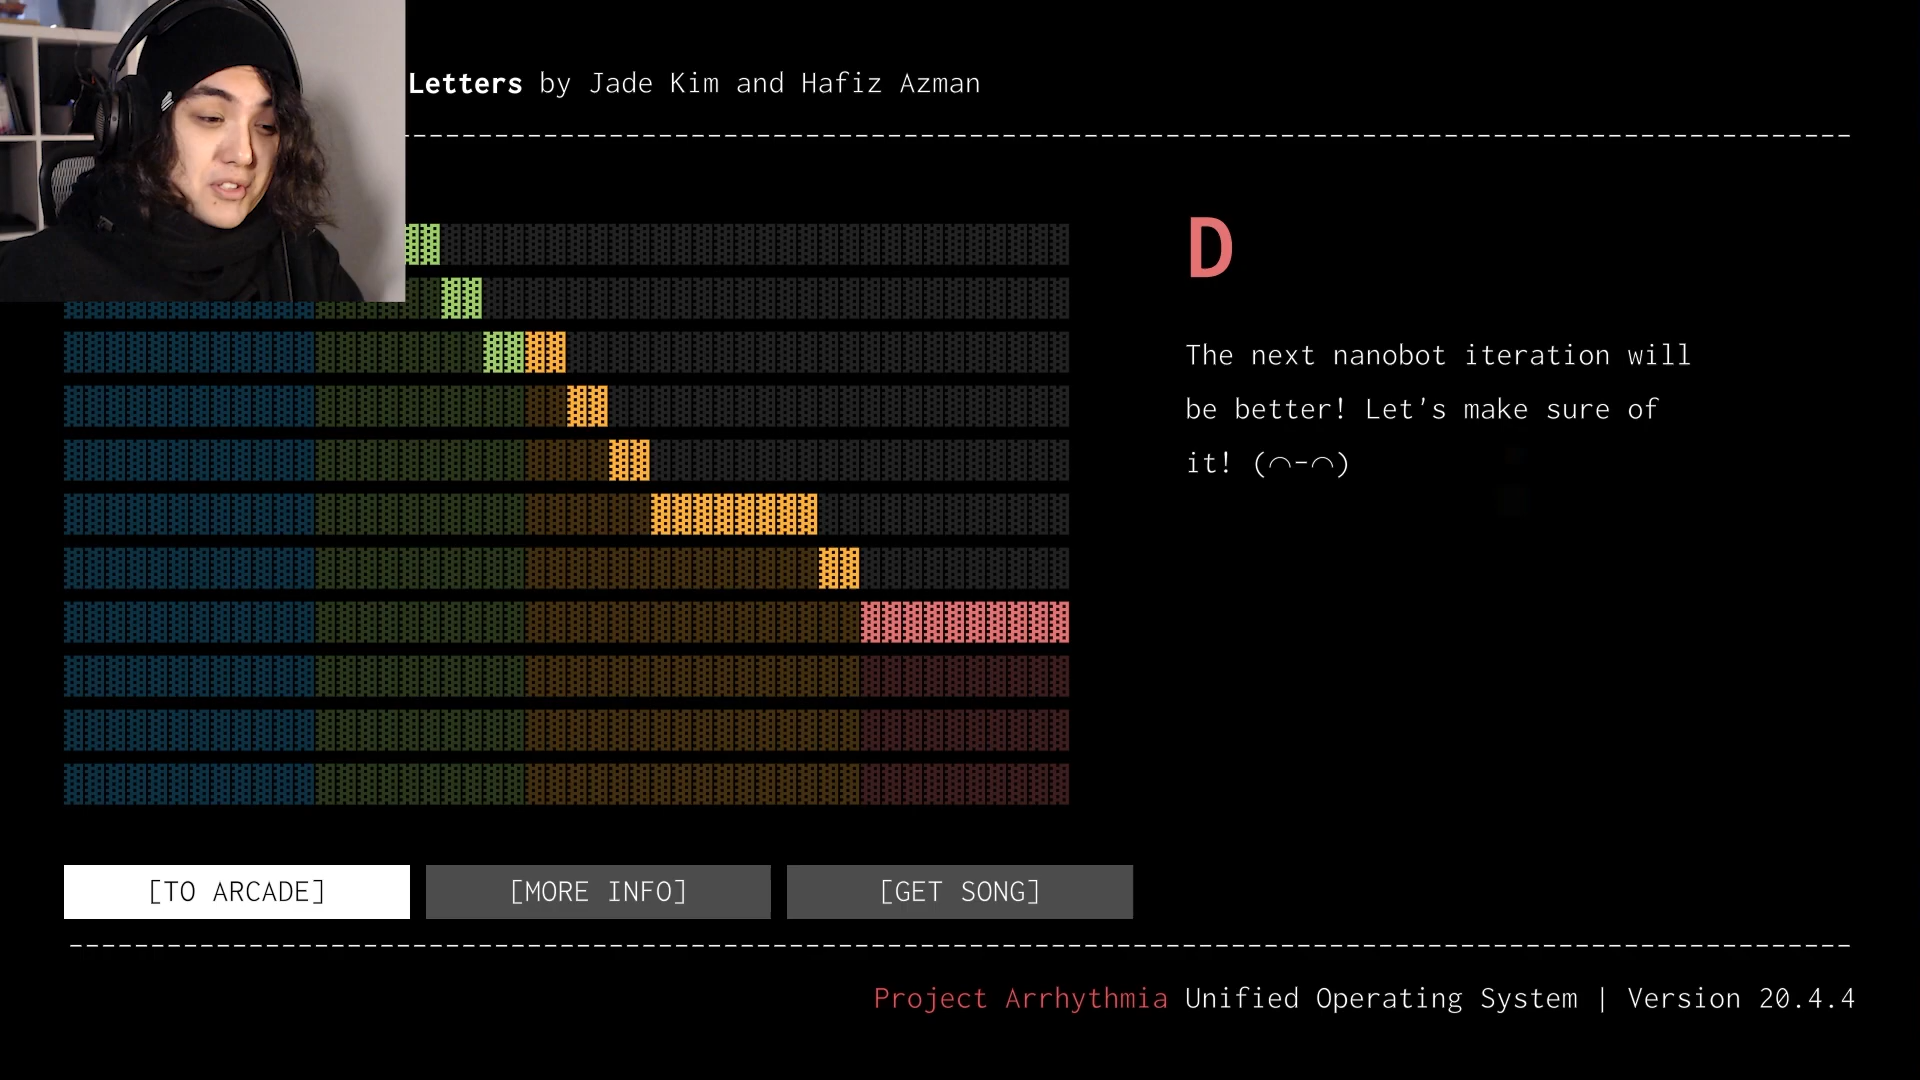 Letters by Jade Kim and Hafiz Azman
D
The next nanobot iteration will
be better! Let's make sure of
it! (⌒-⌒)
[TO ARCADE] [MORE INFO] [GET SONG]
Project Arrhythmia Unified Operating System | Version 20.4.4